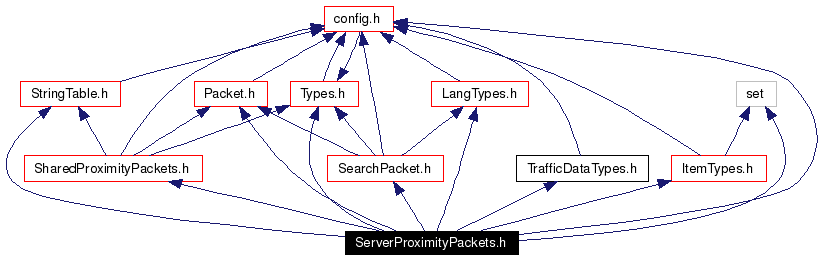 config.h
StringTable.h
Packet.h
Types.h
LangTypes.h
set
SharedProximityPackets.h
SearchPacket.h
TrafficDataTypes.h
ItemTypes.h
ServerProximityPackets.h